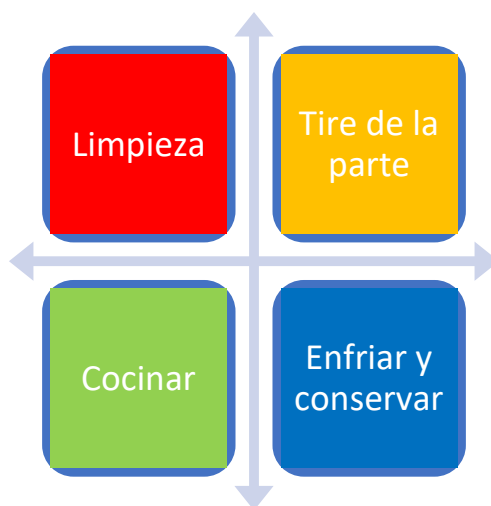 Limpieza
Tire de la
parte
Cocinar
Enfriar y
conservar